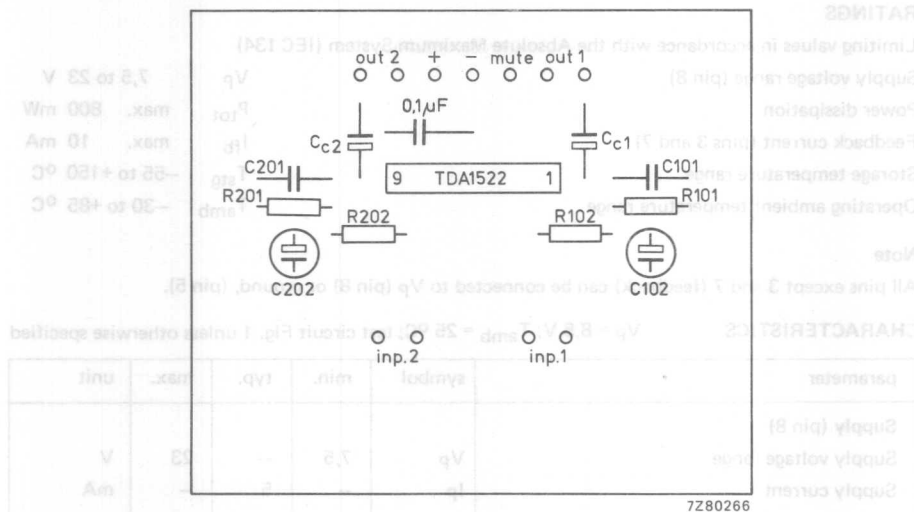 RATINGS
Limiting values in accordance with the Absolute Maximum System (IEC 134)
out 2 + − mute out 1
Supply voltage range (pin 8) Vp 7,5 to 23 V
0,1µF
Power dissipation Ptot max. 800 mW
Cc2
Cc1
Feedback current (pins 3 and 7) Ifb max. 10 mA
C201
9 TDA1522 1
C101
Storage temperature range Tstg −55 to +150 ºC
R201
R101
Operating ambient temperature range Tamb −30 to +85 ºC
R202
R102
Note
C202
C102
All pins except 3 and 7 (feedback) can be connected to Vp (pin 8) or ground, (pin 5).
CHARACTERISTICS Vp = 8,5 V; Tamb = 25 ºC; test circuit Fig. 1 unless otherwise specified
inp.2
inp.1
parameter symbol min. typ. max. unit
Supply (pin 8)
Supply voltage range Vp 7,5 – 23 V
Supply current Ip – 5 – mA
7Z80266